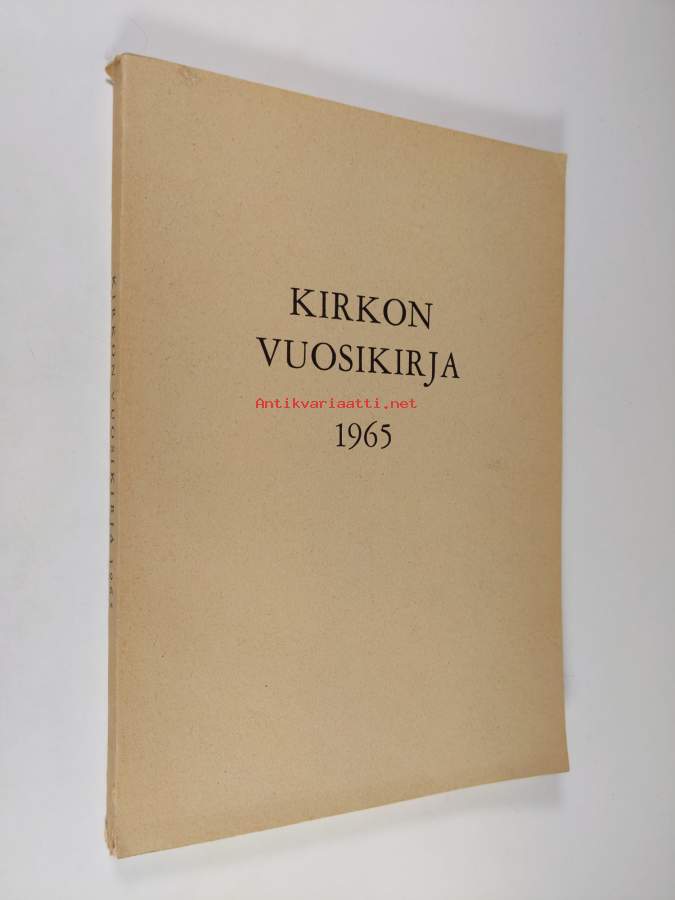 KIRKON
VUOSIKIRJA
Antikvariaatti.net
1965
KIRKON VUOSIKIRJA 1965